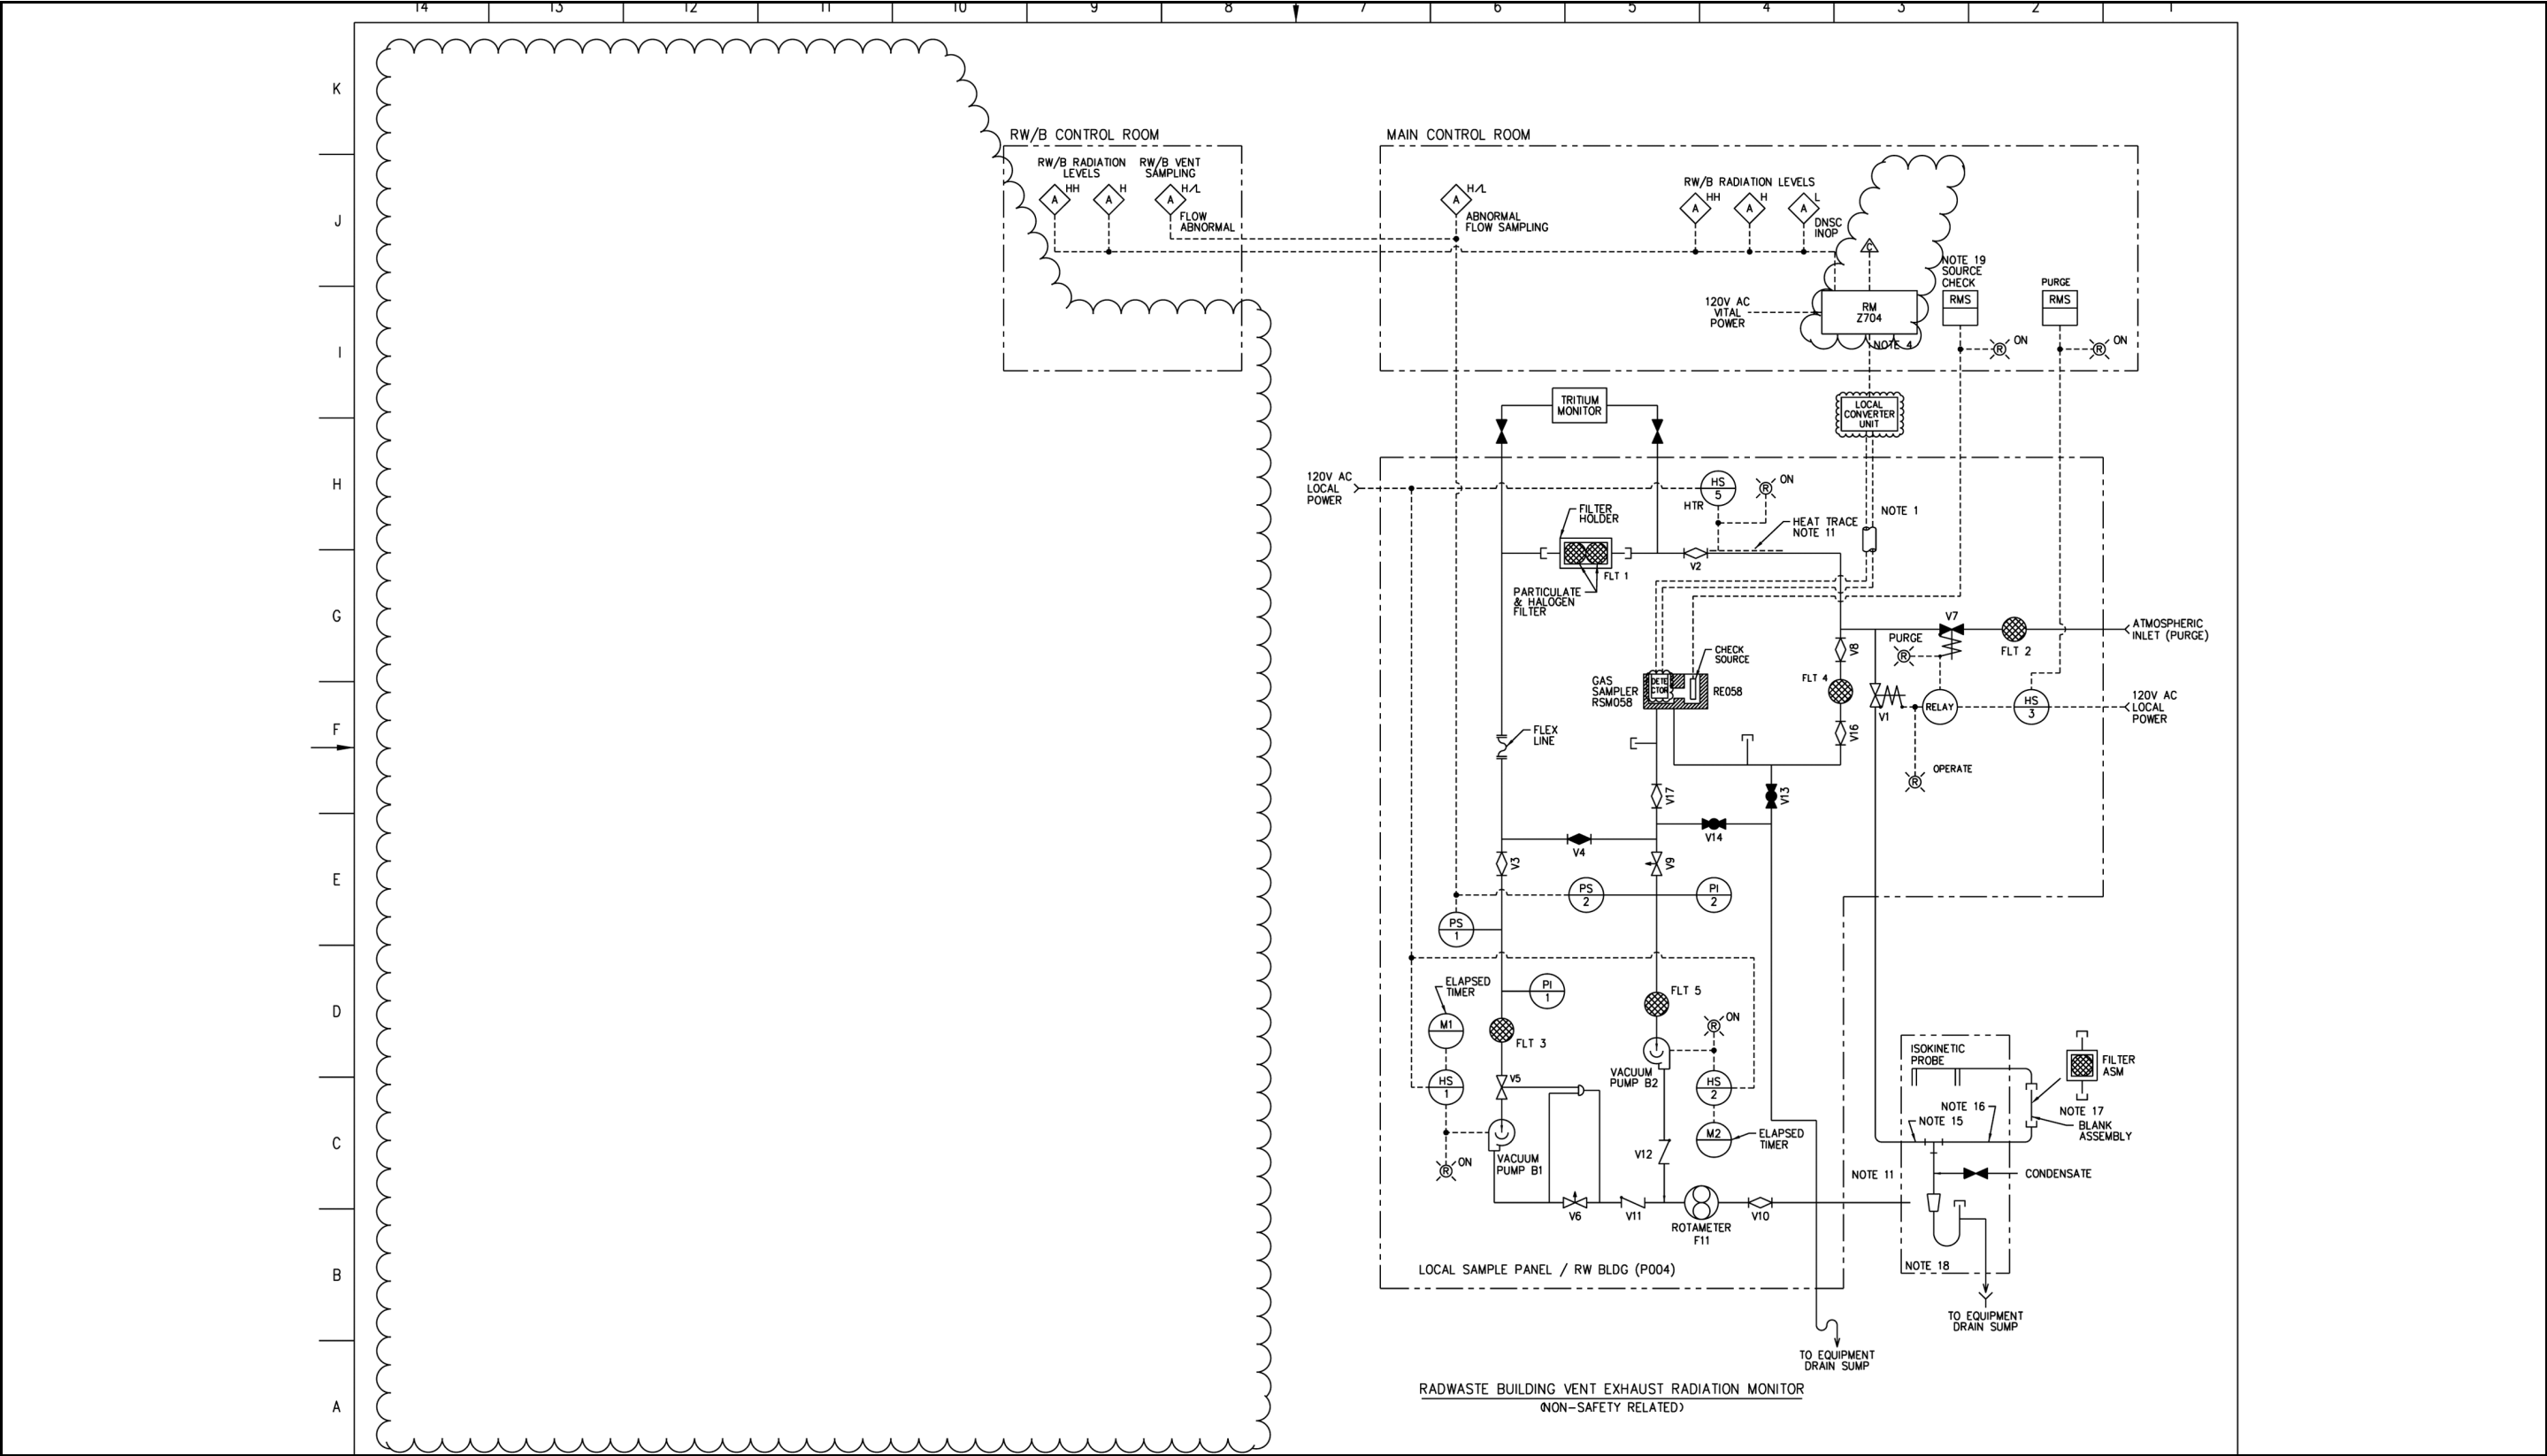 14 13 12 11 10 9 8 7 6 5 4 3 2 1
K
J
I
H
G
F
E
D
C
B
A
RW/B CONTROL ROOM
RW/B RADIATION
LEVELS
RW/B VENT
SAMPLING
A HH
A H
A H/L
FLOW
ABNORMAL
MAIN CONTROL ROOM
A H/L
ABNORMAL
FLOW SAMPLING
RW/B RADIATION LEVELS
A HH
A H
A L
DNSC
INOP
C
NOTE 19
SOURCE
CHECK
RMS
PURGE
RMS
120V AC
VITAL
POWER
RM
Z704
NOTE 4
R ON
R ON
TRITIUM
MONITOR
LOCAL
CONVERTER
UNIT
120V AC
LOCAL
POWER
HS
5
HTR
R ON
FILTER
HOLDER
HEAT TRACE
NOTE 11
NOTE 1
FLT 1
V2
PARTICULATE
& HALOGEN
FILTER
V7
ATMOSPHERIC
INLET (PURGE)
FLT 2
PURGE
R
V8
CHECK
SOURCE
GAS
SAMPLER
RSM058
DETE
CTOR
RE058
FLT 4
V1
RELAY
HS
3
120V AC
LOCAL
POWER
V16
FLEX
LINE
OPERATE
R
V17
V13
V14
V4
V3
V9
PS
2
PI
2
PS
1
ELAPSED
TIMER
PI
1
FLT 5
M1
FLT 3
R ON
VACUUM
PUMP B2
HS
1
V5
HS
2
M2
ELAPSED
TIMER
V12
R ON
VACUUM
PUMP B1
V6
V11
ROTAMETER
F11
V10
ISOKINETIC
PROBE
FILTER
ASM
NOTE 16
NOTE 15
NOTE 17
BLANK
ASSEMBLY
NOTE 11
CONDENSATE
NOTE 18
LOCAL SAMPLE PANEL / RW BLDG (P004)
TO EQUIPMENT
DRAIN SUMP
TO EQUIPMENT
DRAIN SUMP
RADWASTE BUILDING VENT EXHAUST RADIATION MONITOR
(NON-SAFETY RELATED)